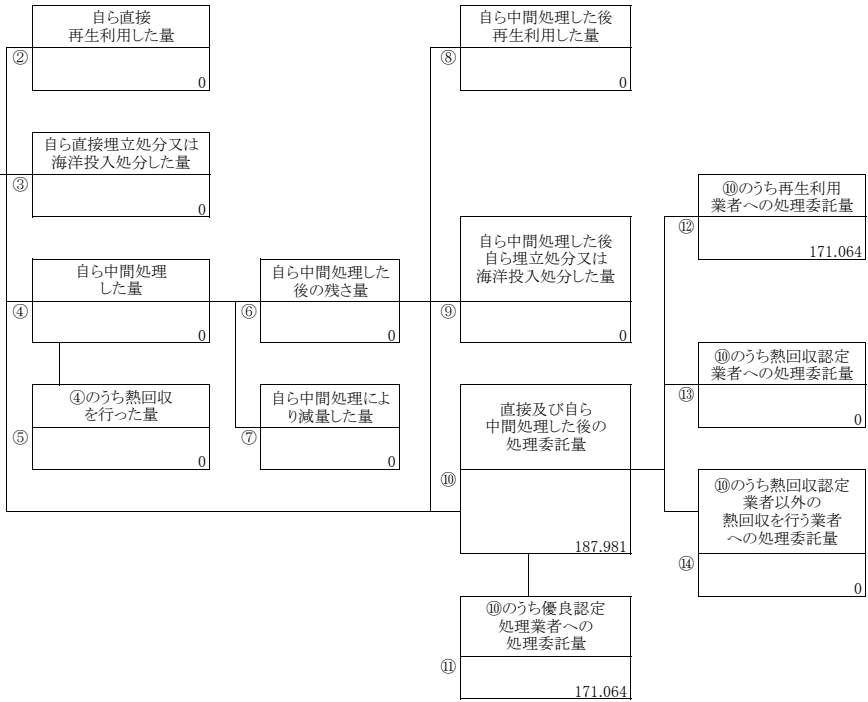 自ら直接
再生利用した量
②
0
自ら直接埋立処分又は
海洋投入処分した量
③
0
自ら中間処理
した量
④
0
④のうち熱回収
を行った量
⑤
0
自ら中間処理した
後の残さ量
⑥
0
自ら中間処理によ
り減量した量
⑦
0
自ら中間処理した後
再生利用した量
⑧
0
自ら中間処理した後
自ら埋立処分又は
海洋投入処分した量
⑨
0
直接及び自ら
中間処理した後の
処理委託量
⑩
187.981
⑩のうち優良認定
処理業者への
処理委託量
⑪
171.064
⑩のうち再生利用
業者への処理委託量
⑫
171.064
⑩のうち熱回収認定
業者への処理委託量
⑬
0
⑩のうち熱回収認定
業者以外の
熱回収を行う業者
への処理委託量
⑭
0